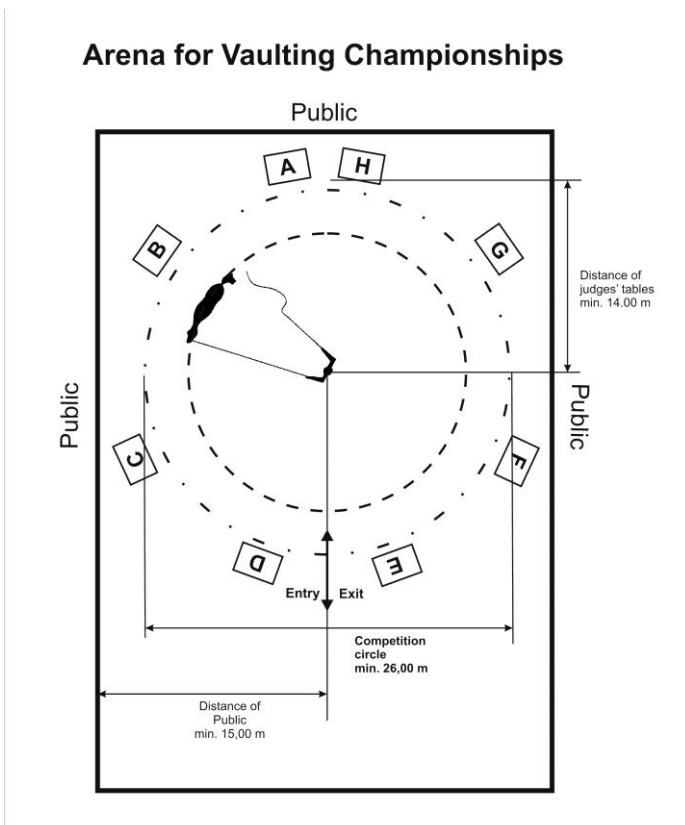 Arena for Vaulting Championships
Public
A
H
B
G
Distance of
judges' tables
min. 14.00 m
Public
Public
C
F
D
E
Entry
Exit
Competition
circle
min. 26,00 m
Distance of
Public
min. 15,00 m